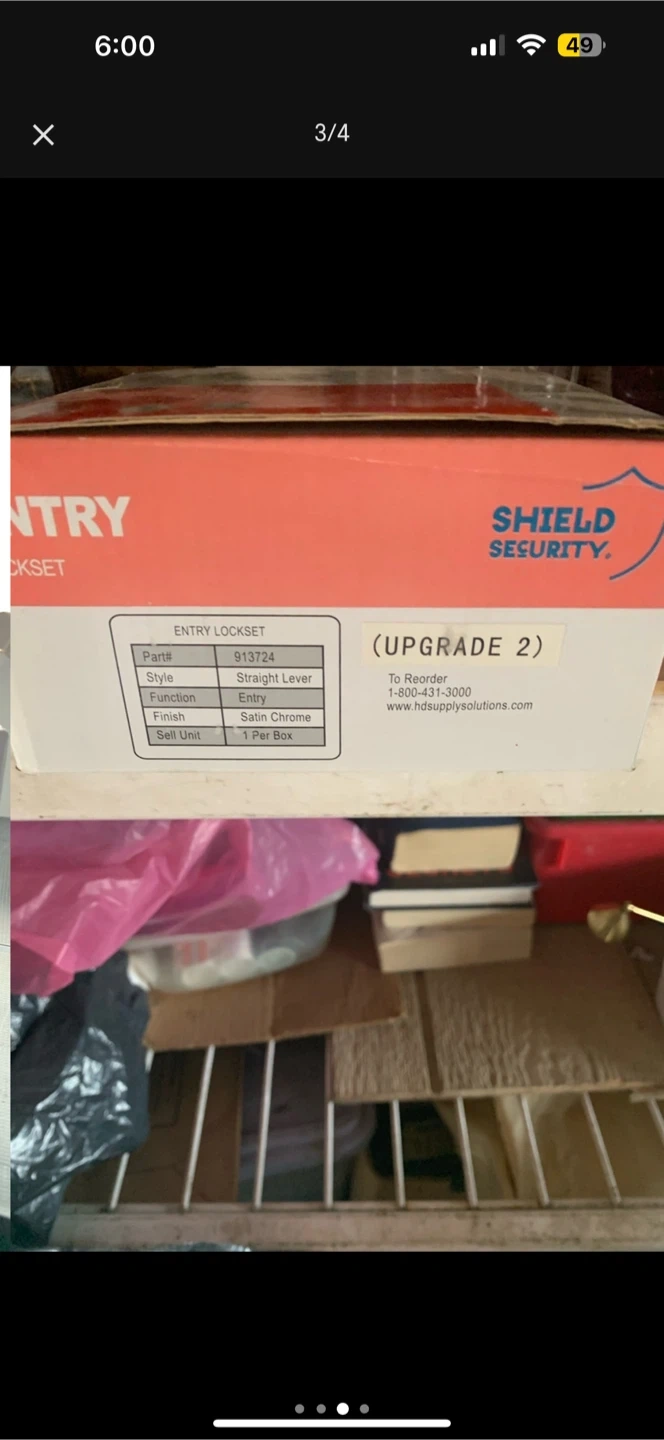 6:00
49
3/4
NTRY
CKSET
SHIELD
SECURITY.
ENTRY LOCKSET
Part# 913724
Style Straight Lever
Function Entry
Finish Satin Chrome
Sell Unit 1 Per Box
(UPGRADE 2)
To Reorder
1-800-431-3000
www.hdsupplysolutions.com